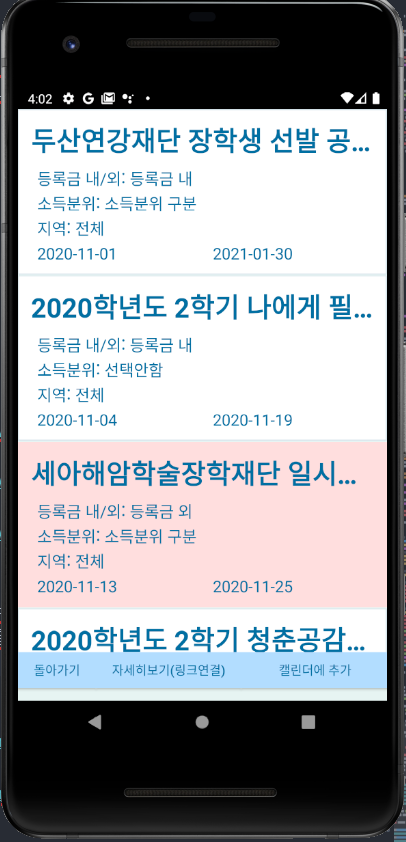 4:02
두산연강재단 장학생 선발 공...
등록금 내/외: 등록금 내
소득분위: 소득분위 구분
지역: 전체
2020-11-01 2021-01-30
2020학년도 2학기 나에게 필...
등록금 내/외: 등록금 내
소득분위: 선택안함
지역: 전체
2020-11-04 2020-11-19
세아해암학술장학재단 일시...
등록금 내/외: 등록금 외
소득분위: 소득분위 구분
지역: 전체
2020-11-13 2020-11-25
2020학년도 2학기 청춘공감...
돌아가기 자세히보기(링크연결) 캘린더에 추가